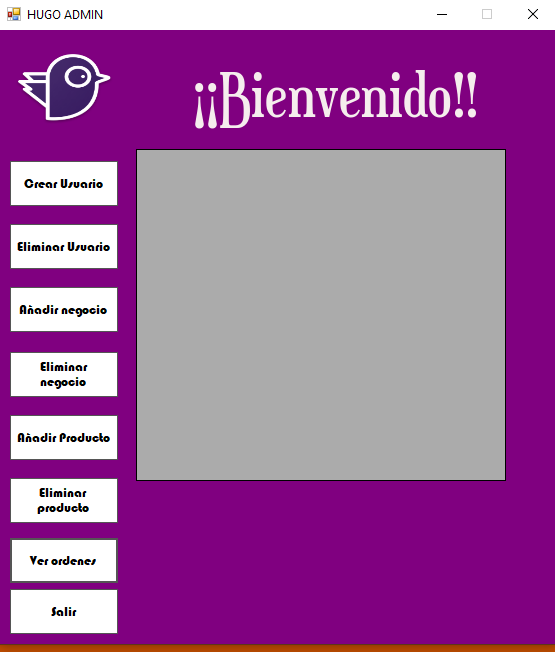 HUGO ADMIN
¡¡Bienvenido!!
Crear Usuario
Eliminar Usuario
Añadir negocio
Eliminar
negocio
Añadir Producto
Eliminar
producto
Ver ordenes
Salir